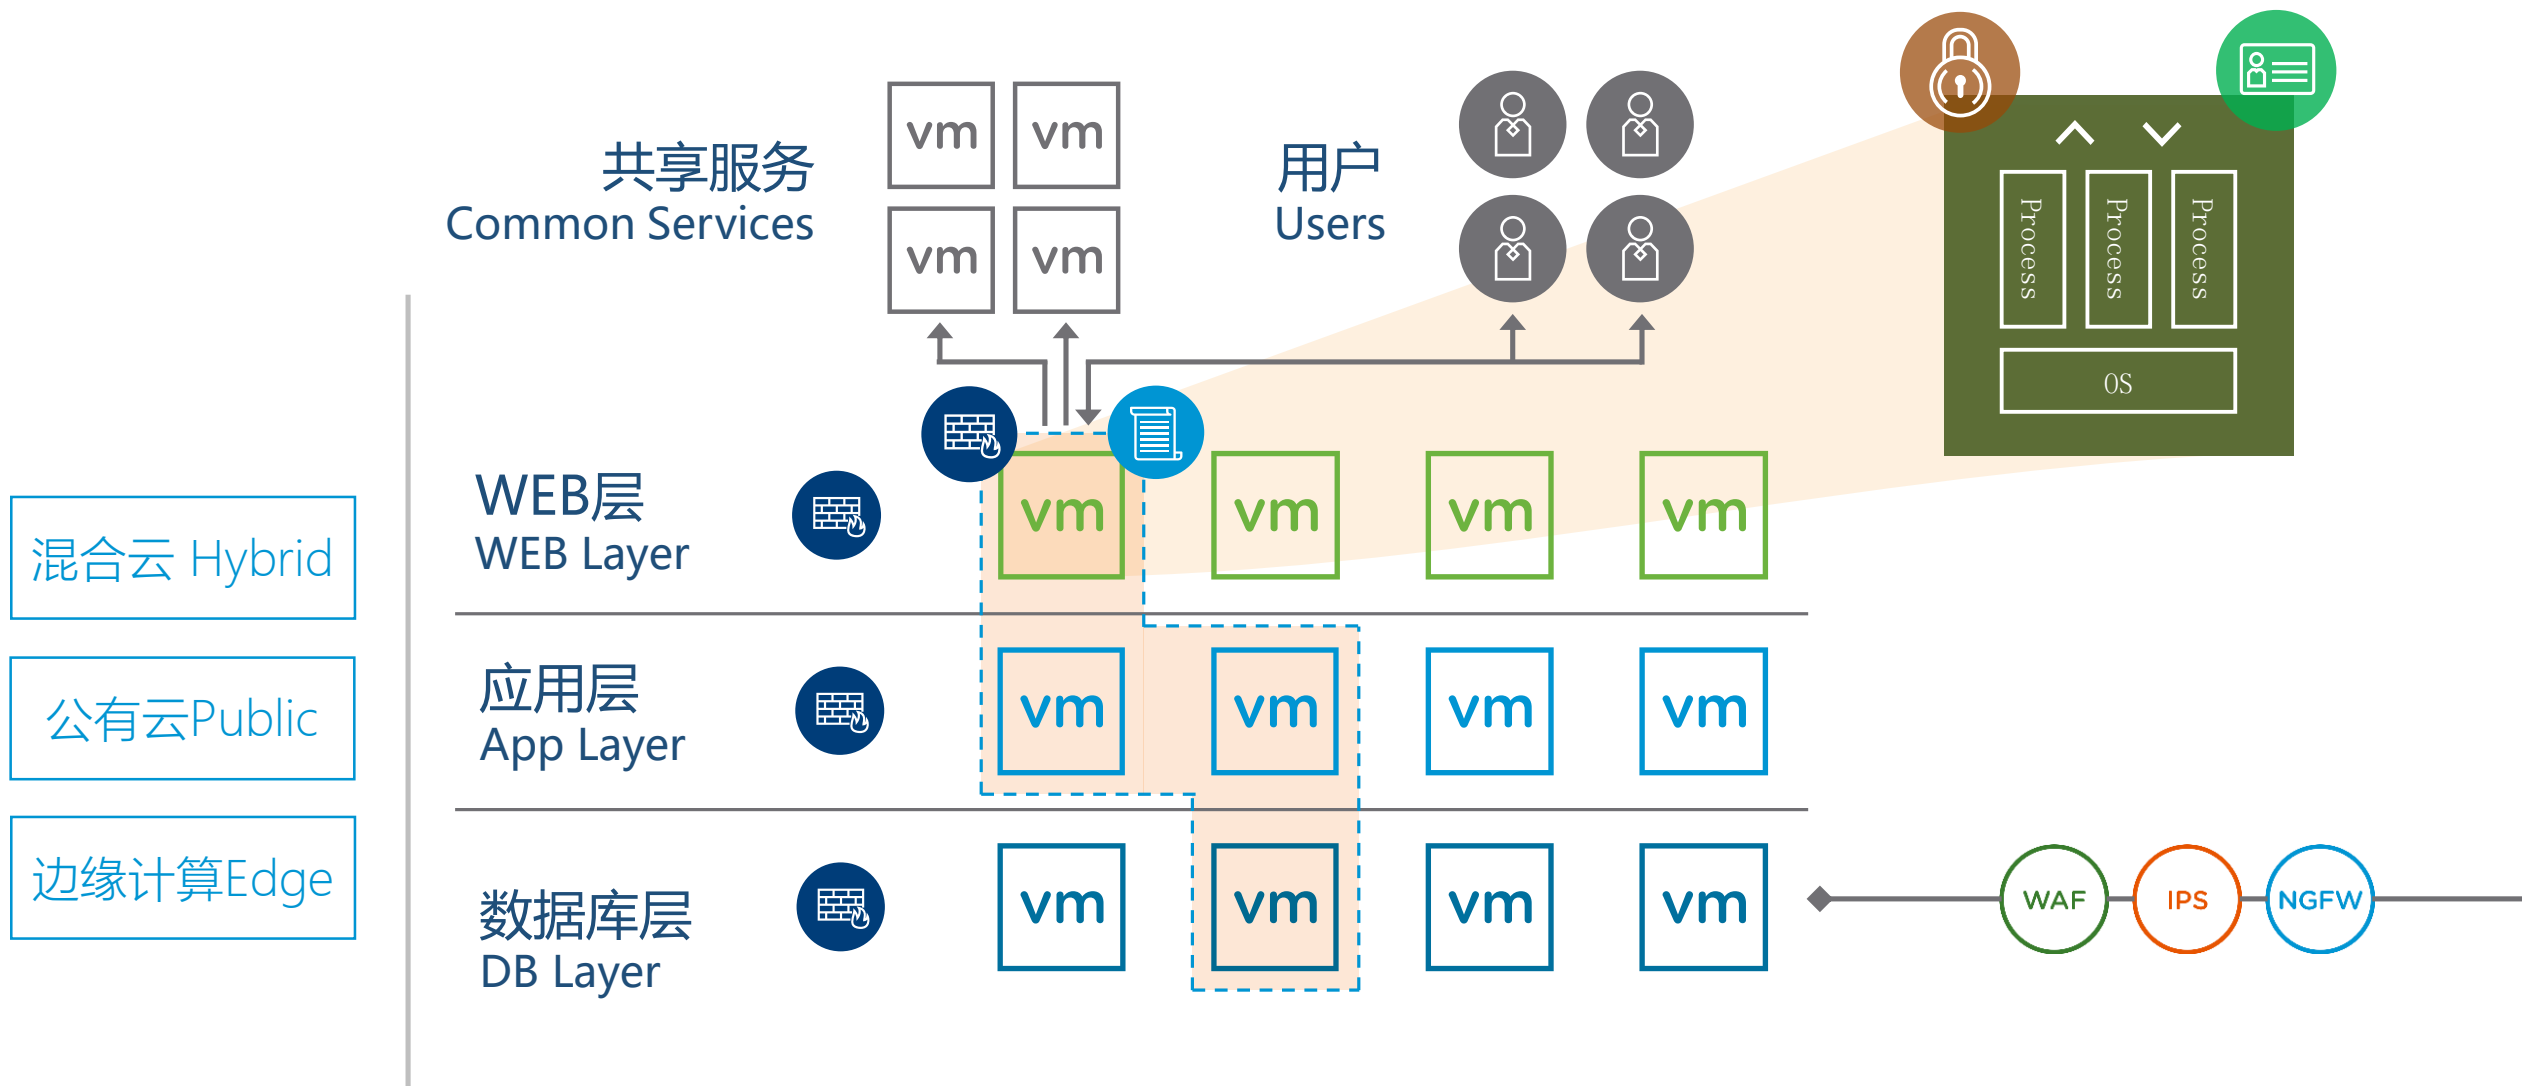 共享服务
Common Services
vm vm
vm vm
用户
Users
Process Process Process
OS
混合云 Hybrid
公有云Public
边缘计算Edge
WEB层
WEB Layer
vm vm vm vm
应用层
App Layer
vm vm vm vm
数据库层
DB Layer
vm vm vm vm
WAF IPS NGFW